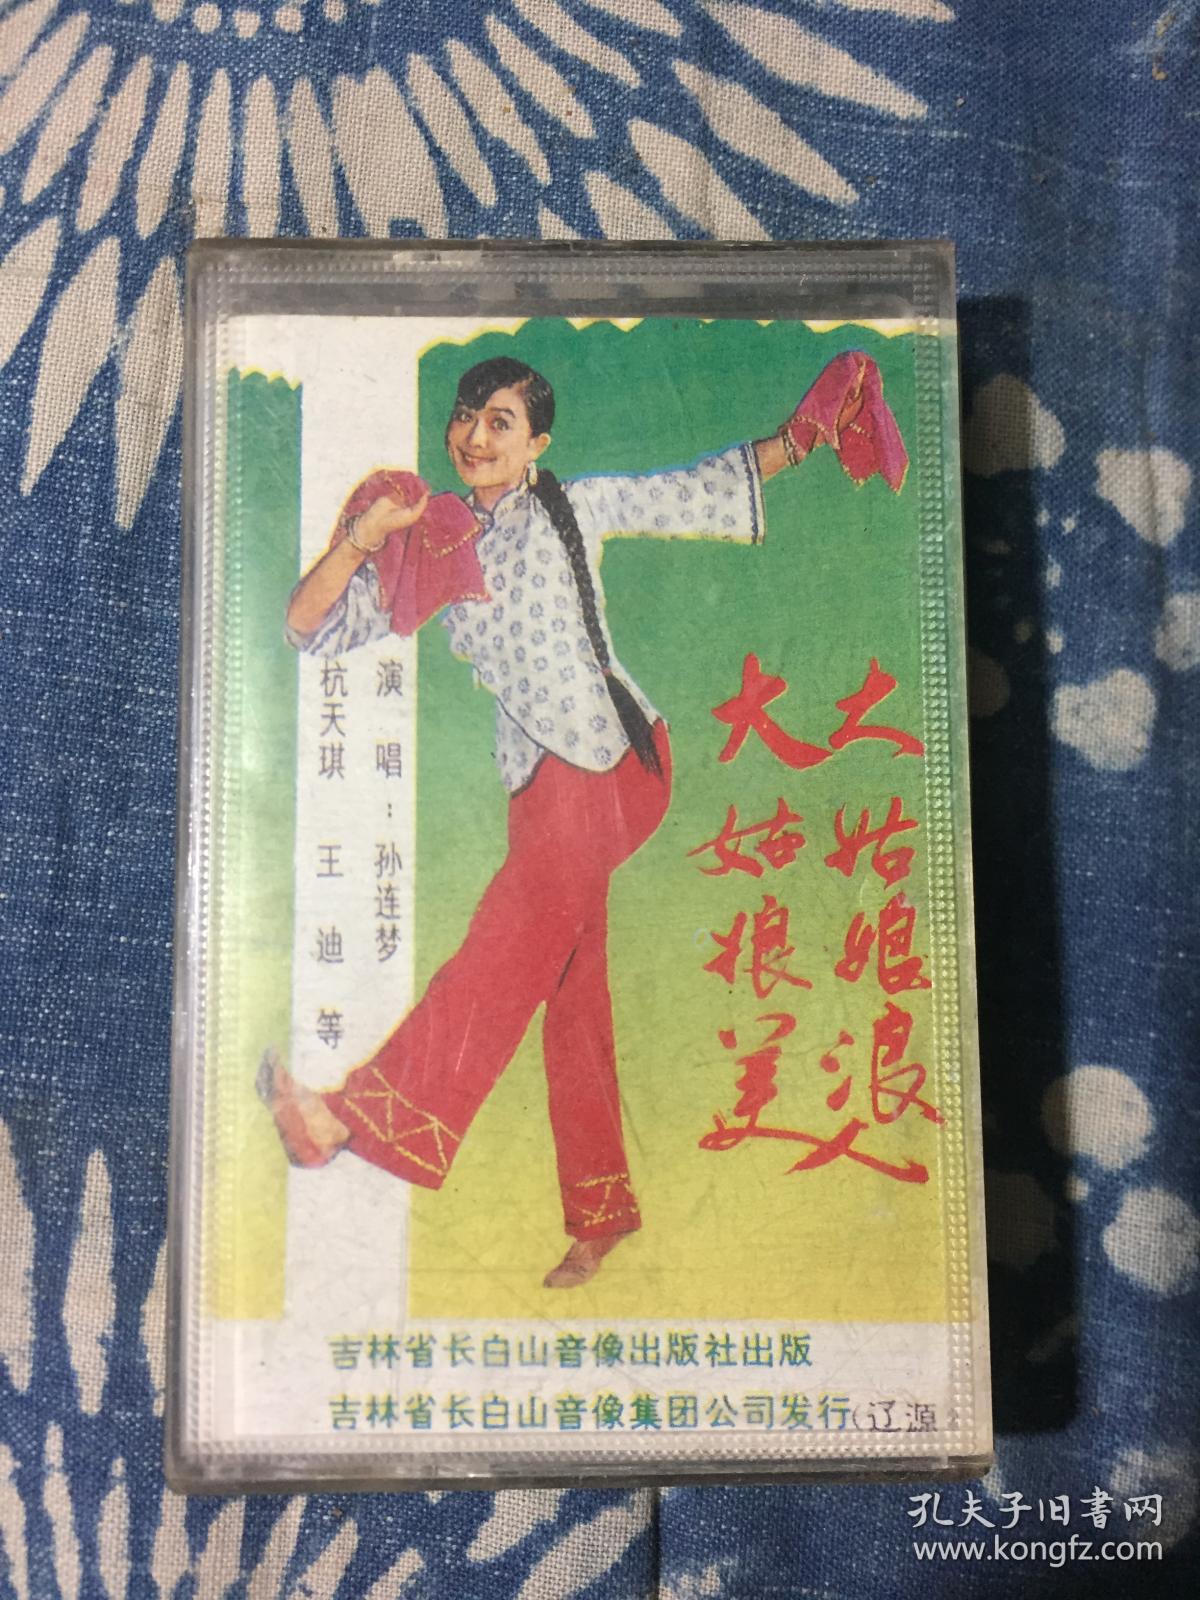 大姑娘美
大姑娘浪
演唱：孙连梦
杭天琪 王迪等
吉林省长白山音像出版社出版
吉林省长白山音像集团公司发行(辽源
孔夫子旧书网
www.kongfz.com